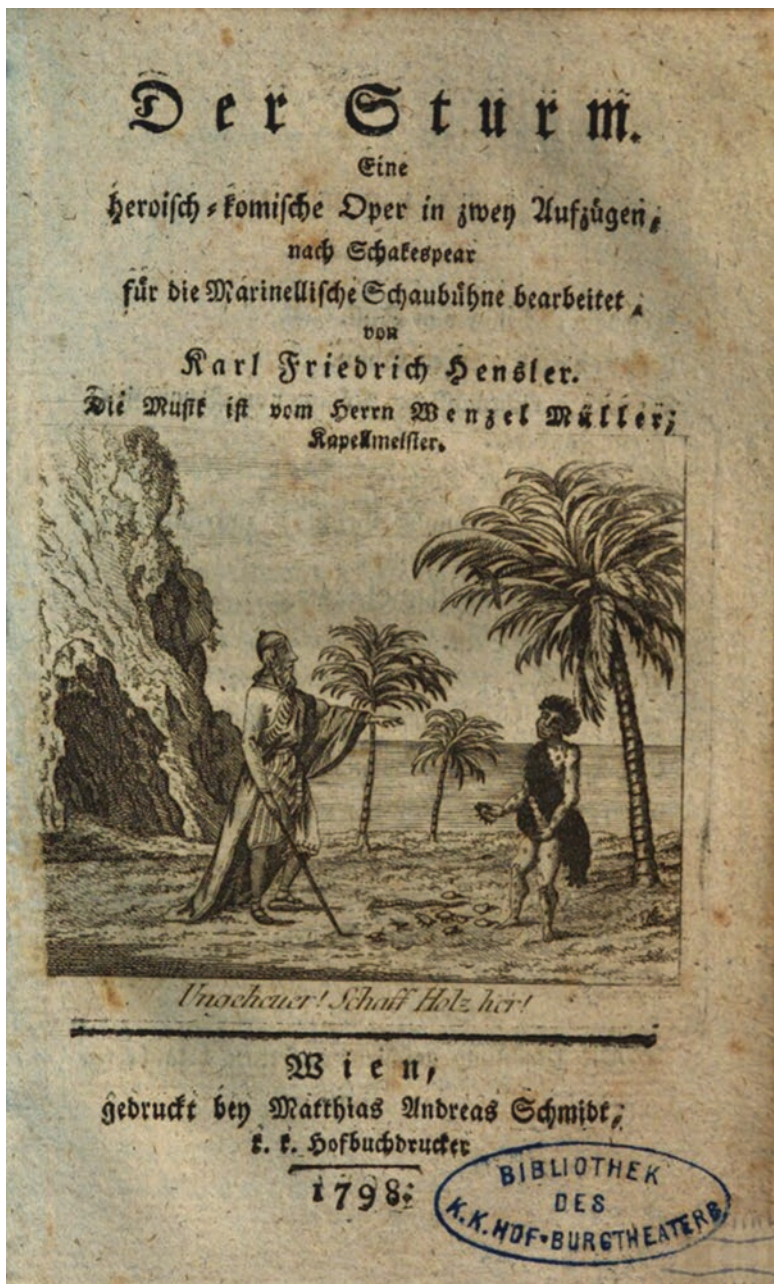 Der Sturm.
Eine
heroisch-komische Oper in zwey Aufzügen,
nach Schakespear
für die Marinellische Schaubühne bearbeitet,
von
Karl Friedrich Hensler.
Die Musik ist vom Herrn Wenzel Müller,
Kapellmeister.
Ungeheuer! Schaff Holz her!
Wien,
gedruckt bey Matthias Andreas Schmidt,
k. k. Hofbuchdrucker
1798.
BIBLIOTHEK
DES
K.K. HOF-BURGTHEATERS